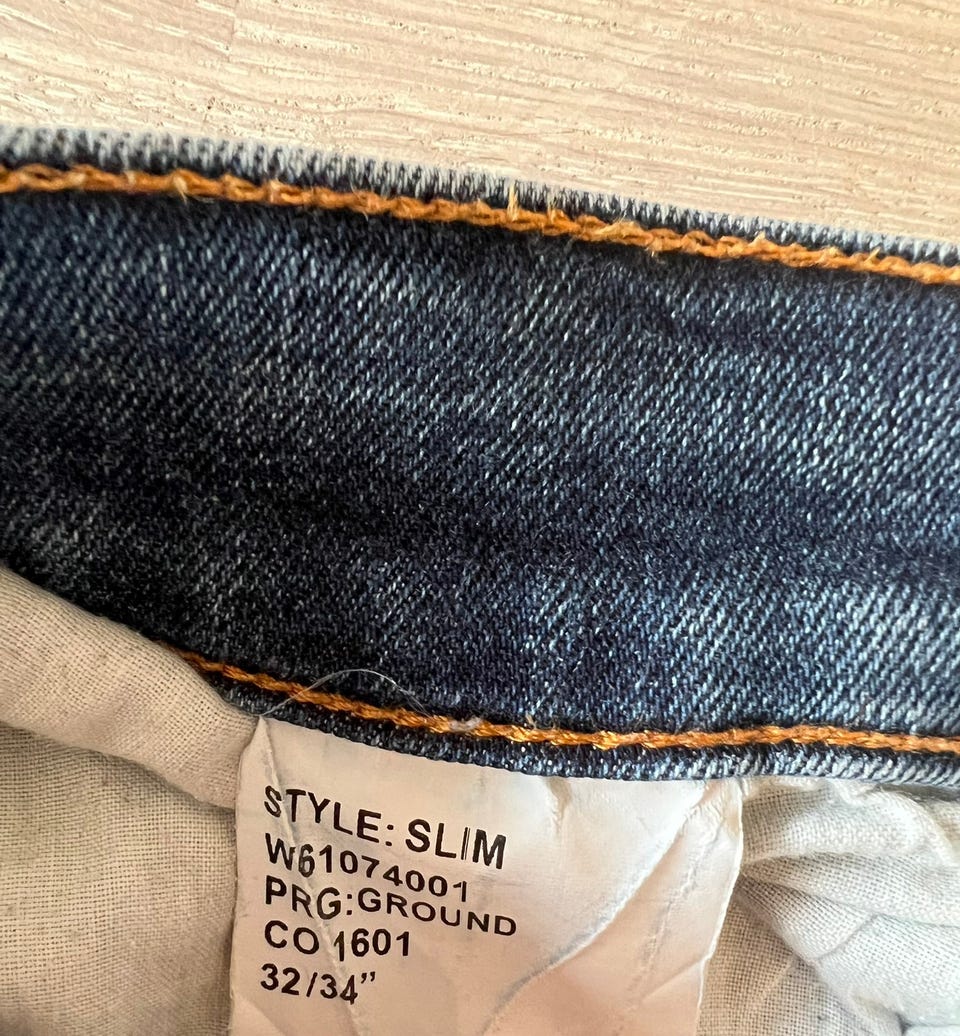 STYLE: SLIM
W61074001
PRG:GROUND
CO 1601
32/34”